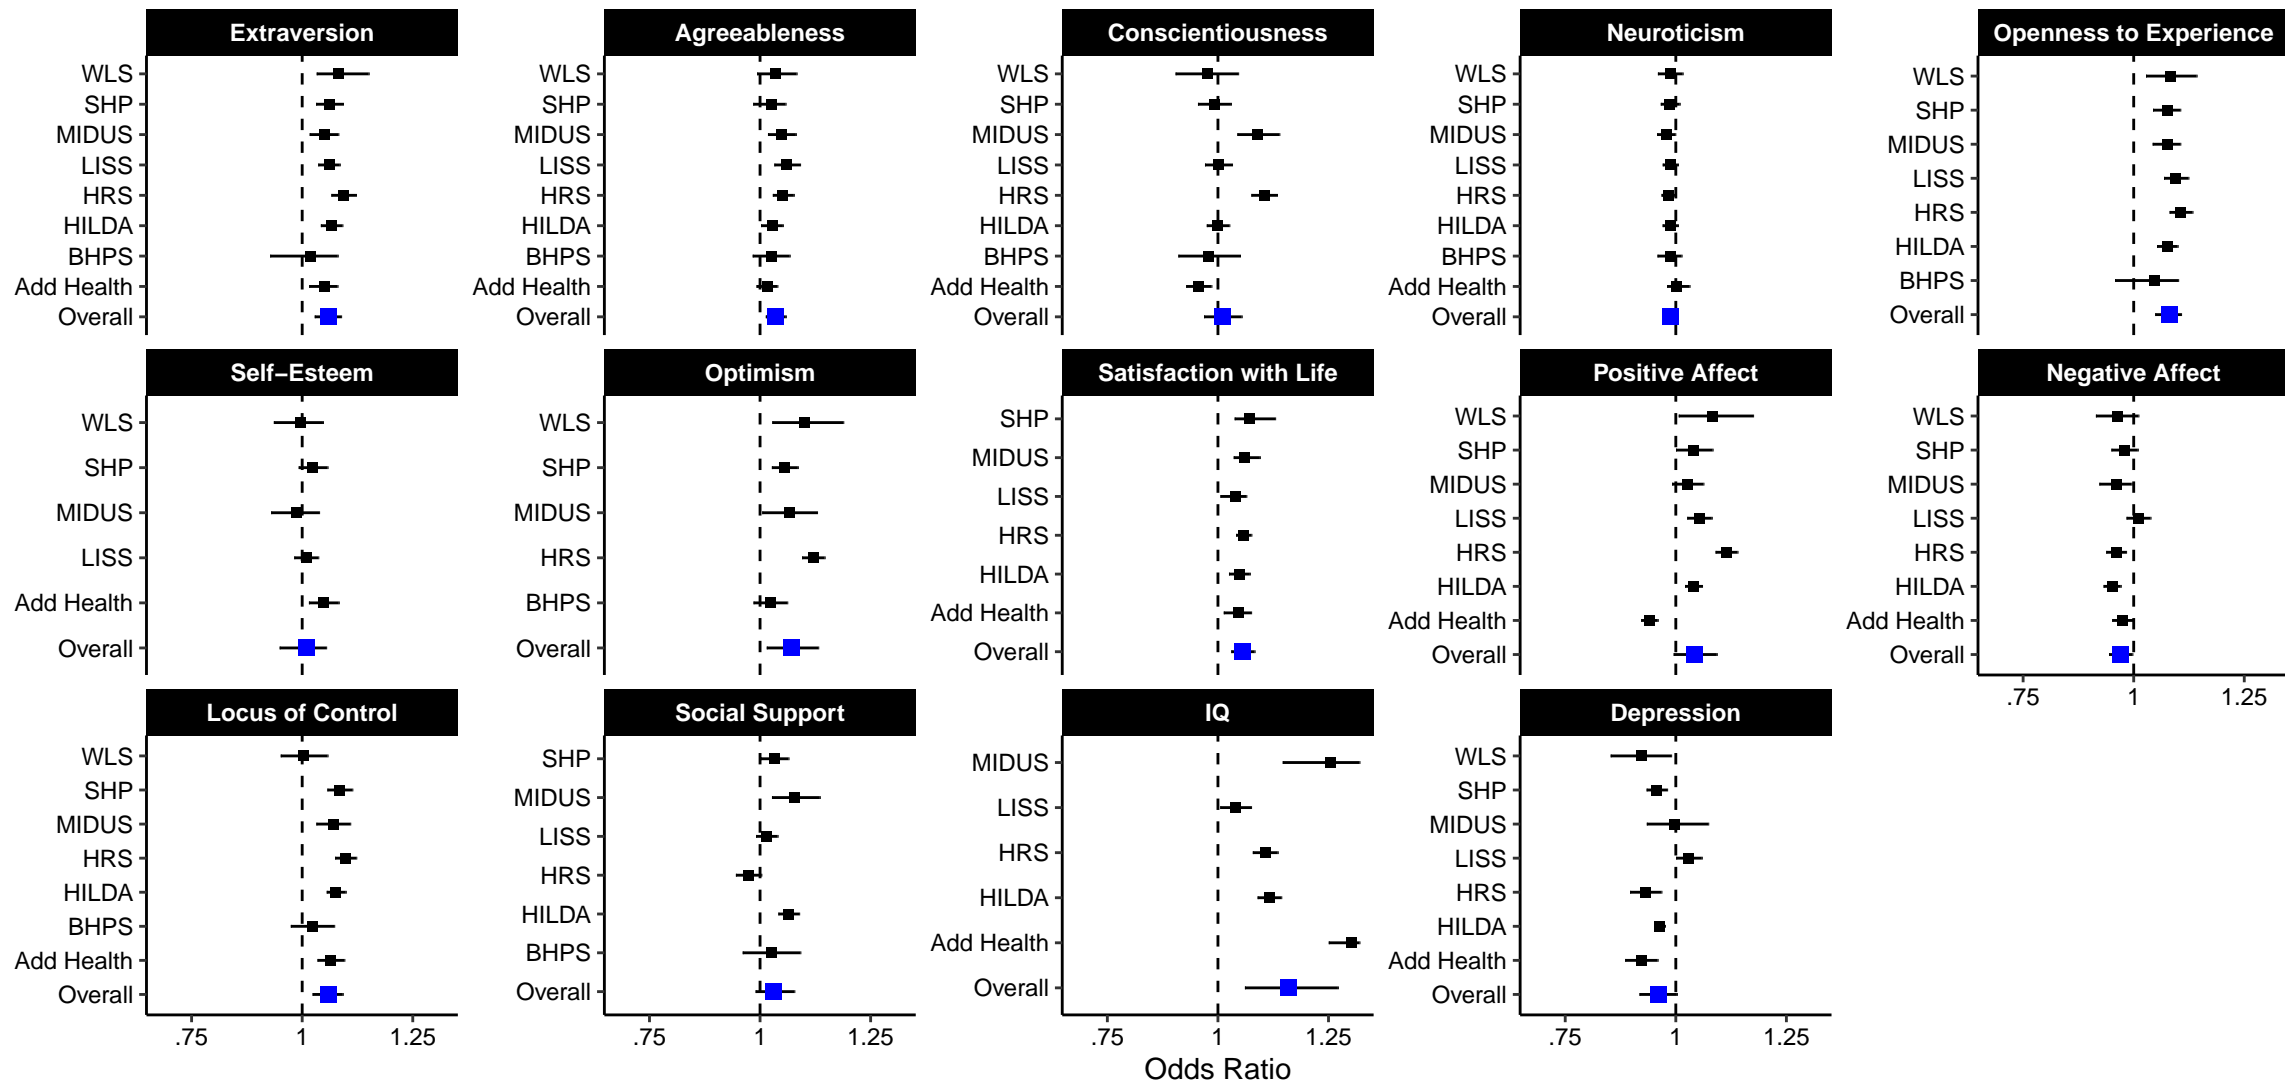 Extraversion
WLS
SHP
MIDUS
LISS
HRS
HILDA
BHPS
Add Health
Overall
Agreeableness
WLS
SHP
MIDUS
LISS
HRS
HILDA
BHPS
Add Health
Overall
Conscientiousness
WLS
SHP
MIDUS
LISS
HRS
HILDA
BHPS
Add Health
Overall
Neuroticism
WLS
SHP
MIDUS
LISS
HRS
HILDA
BHPS
Add Health
Overall
Openness to Experience
WLS
SHP
MIDUS
LISS
HRS
HILDA
BHPS
Overall
Self−Esteem
WLS
SHP
MIDUS
LISS
Add Health
Overall
Optimism
WLS
SHP
MIDUS
HRS
BHPS
Overall
Satisfaction with Life
SHP
MIDUS
LISS
HRS
HILDA
Add Health
Overall
Positive Affect
WLS
SHP
MIDUS
LISS
HRS
HILDA
Add Health
Overall
Negative Affect
WLS
SHP
MIDUS
LISS
HRS
HILDA
Add Health
Overall
.75 1 1.25
Locus of Control
WLS
SHP
MIDUS
HRS
HILDA
BHPS
Add Health
Overall
.75 1 1.25
Social Support
SHP
MIDUS
LISS
HRS
HILDA
BHPS
Overall
.75 1 1.25
IQ
MIDUS
LISS
HRS
HILDA
Add Health
Overall
.75 1 1.25
Depression
WLS
SHP
MIDUS
LISS
HRS
HILDA
Add Health
Overall
.75 1 1.25
Odds Ratio